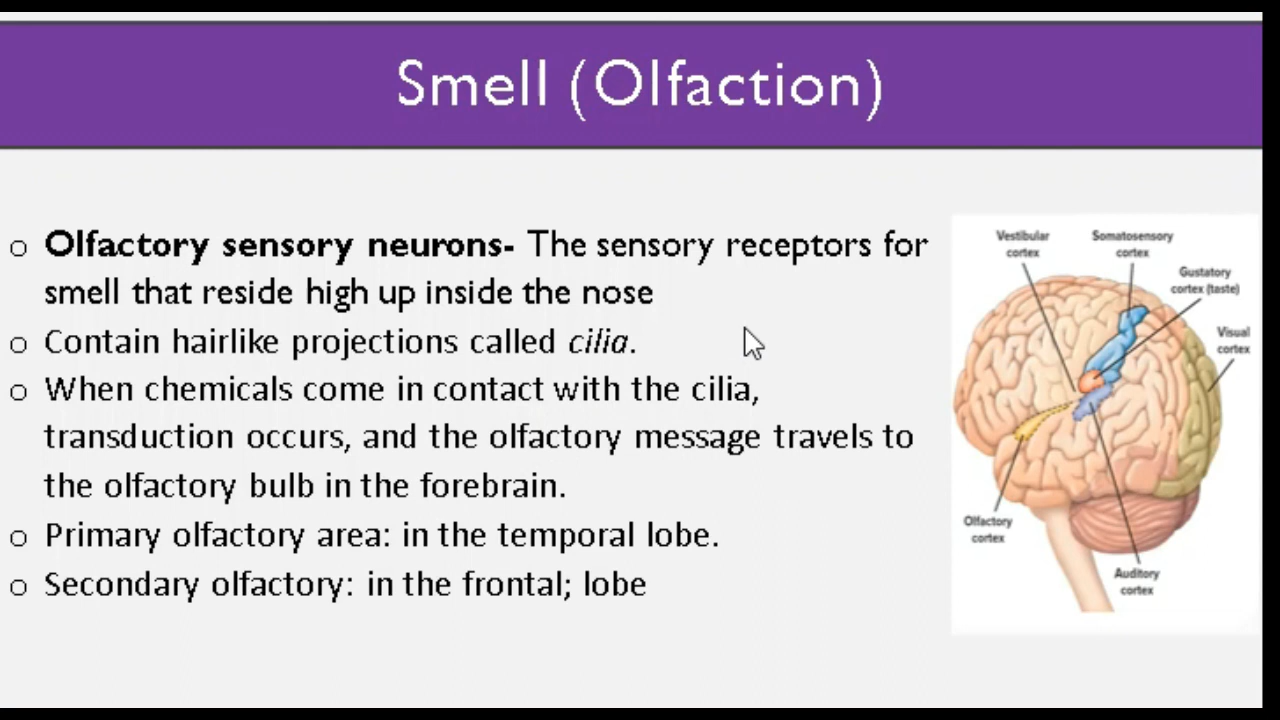 Smell (Olfaction)
o Olfactory sensory neurons- The sensory receptors for
smell that reside high up inside the nose
o Contain hairlike projections called cilia.
o When chemicals come in contact with the cilia,
transduction occurs, and the olfactory message travels to
the olfactory bulb in the forebrain.
o Primary olfactory area: in the temporal lobe.
o Secondary olfactory: in the frontal; lobe
Vestibular
cortex
Somatosensory
cortex
Gustatory
cortex (taste)
Visual
cortex
Olfactory
cortex
Auditory
cortex